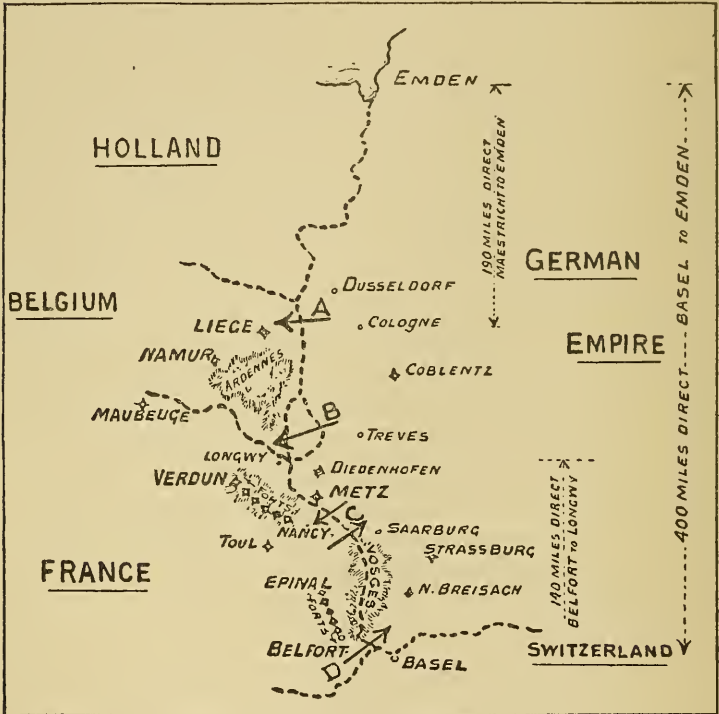 EMDEN
HOLLAND
190 MILES DIRECT
MAESTRICHT TO EMDEN
400 MILES DIRECT BASEL TO EMDEN
GERMAN
EMPIRE
DUSSELDORF
BELGIUM
A
LIEGE
COLOGNE
NAMUR
ARDENNES
COBLENTZ
MAUBEUGE
B
TREVES
LONGWY
DIEDENHOFEN
VERDUN
FORTS
METZ
C
NANCY
SAARBURG
TOUL
STRASSBURG
140 MILES DIRECT
BELFORT TO LONGWY
FRANCE
VOSGES
EPINAL
FORTS
N. BREISACH
BELFORT
D
BASEL
SWITZERLAND